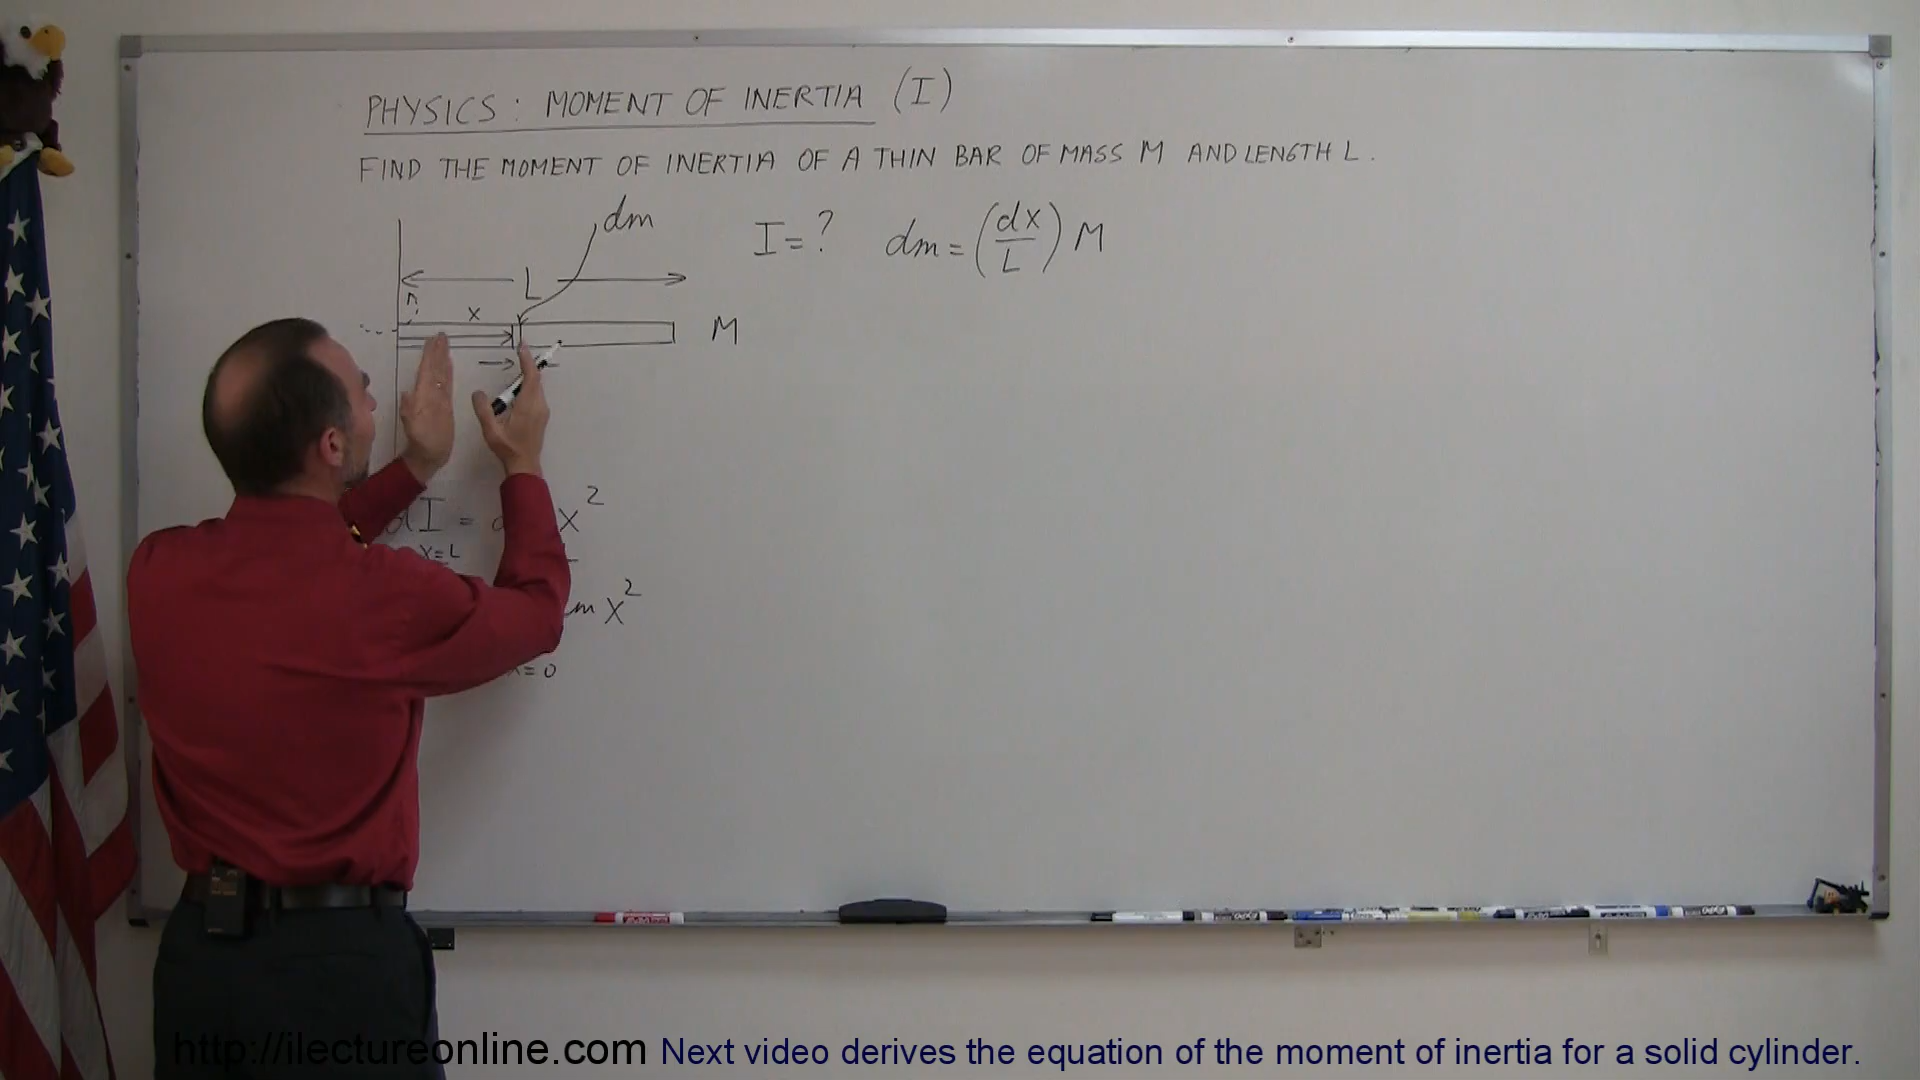 PHYSICS: MOMENT OF INERTIA (I)
FIND THE MOMENT OF INERTIA OF A THIN BAR OF MASS M AND LENGTH L.
dm
I = ? dm = (dx/L) M
L
x
M
dI = x²
x=L
m x²
x=0
http://ilectureonline.com Next video derives the equation of the moment of inertia for a solid cylinder.